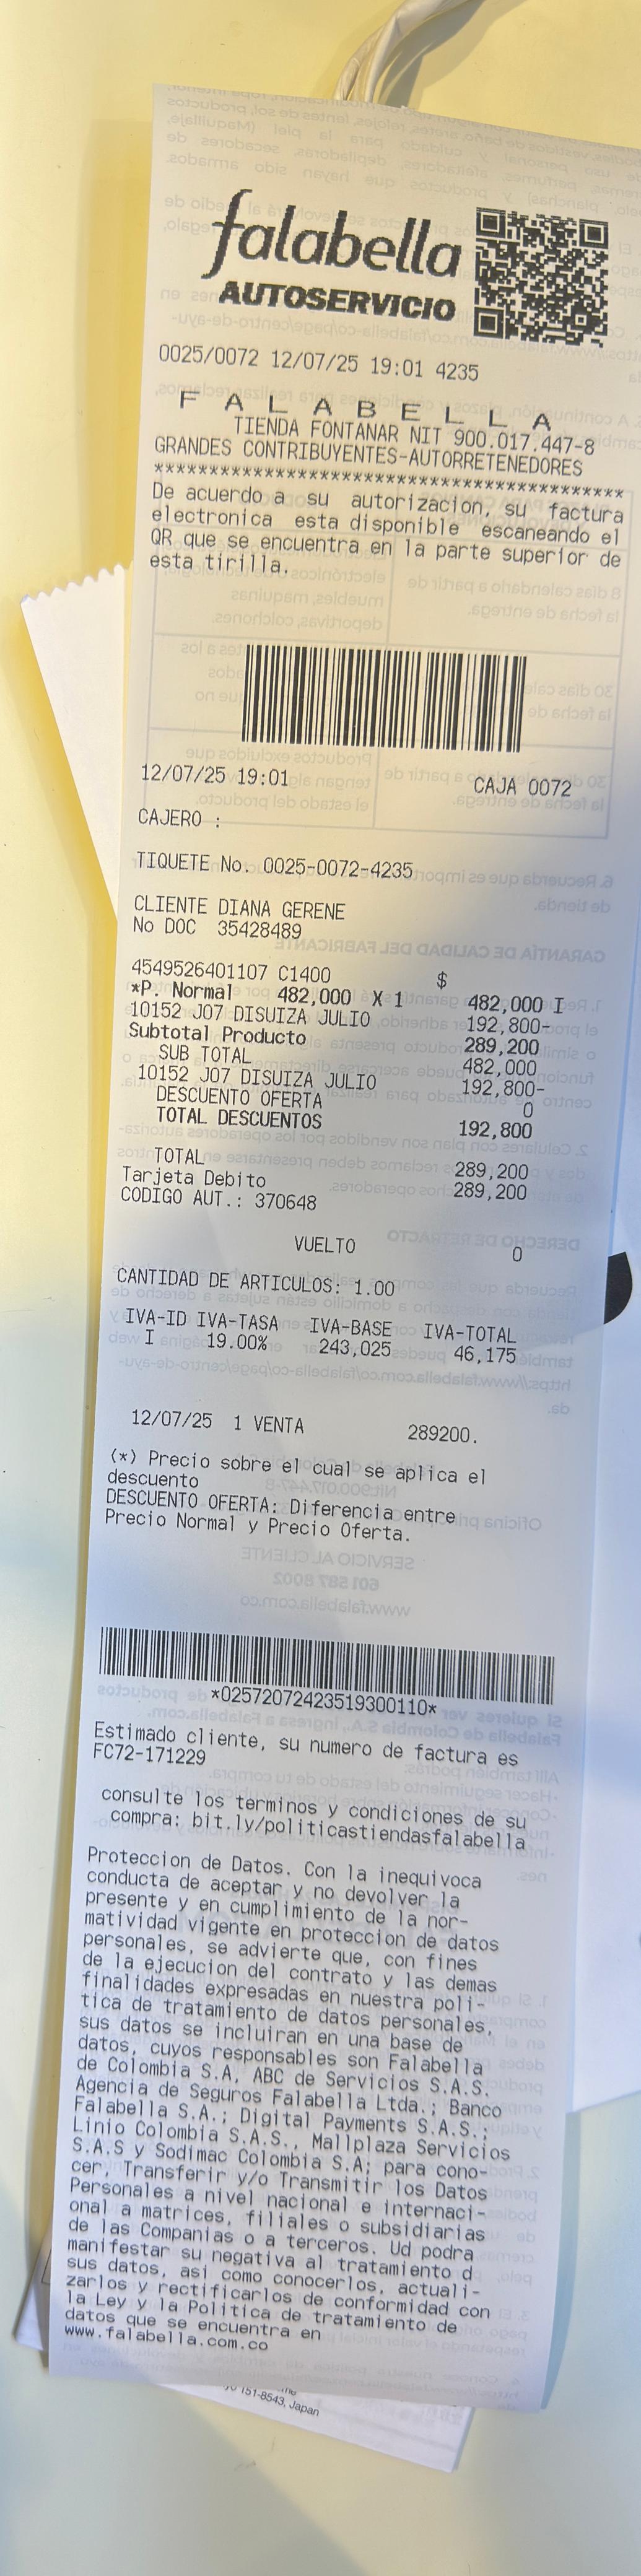 falabella
AUTOSERVICIO
0025/0072 12/07/25 19:01 4235
F A L A B E L L A
TIENDA FONTANAR NIT 900.017.447-8
GRANDES CONTRIBUYENTES-AUTORRETENEDORES
********************************************
De acuerdo a su autorizacion, su factura
electronica esta disponible escaneando el
QR que se encuentra en la parte superior de
esta tirilla.
12/07/25 19:01 CAJA 0072
CAJERO :
TIQUETE No. 0025-0072-4235
CLIENTE DIANA GERENE
No DOC 35428489
4549526401107 C1400 $
*P. Normal 482,000 X 1 482,000 I
10152 J07 DISUIZA JULIO 192,800-
Subtotal Producto 289,200
SUB TOTAL 482,000
10152 J07 DISUIZA JULIO 192,800-
DESCUENTO OFERTA 0
TOTAL DESCUENTOS 192,800
TOTAL 289,200
Tarjeta Debito 289,200
CODIGO AUT.: 370648
VUELTO 0
CANTIDAD DE ARTICULOS: 1.00
IVA-ID IVA-TASA IVA-BASE IVA-TOTAL
I 19.00% 243,025 46,175
12/07/25 1 VENTA 289200.
(*) Precio sobre el cual se aplica el
descuento
DESCUENTO OFERTA: Diferencia entre
Precio Normal y Precio Oferta.
*02572072423519300110*
Estimado cliente, su numero de factura es
FC72-171229
consulte los terminos y condiciones de su
compra: bit.ly/politicastiendasfalabella
Proteccion de Datos. Con la inequivoca
conducta de aceptar y no devolver la
presente y en cumplimiento de la nor-
matividad vigente en proteccion de datos
personales, se advierte que, con fines
de la ejecucion del contrato y las demas
finalidades expresadas en nuestra poli-
tica de tratamiento de datos personales,
sus datos se incluiran en una base de
datos, cuyos responsables son Falabella
de Colombia S.A, ABC de Servicios S.A.S.
Agencia de Seguros Falabella Ltda.; Banco
Falabella S.A.; Digital Payments S.A.S.;
Linio Colombia S.A.S., Mallplaza Servicios
S.A.S y Sodimac Colombia S.A; para cono-
cer, Transferir y/o Transmitir los Datos
Personales a nivel nacional e internaci-
onal a matrices, filiales o subsidiarias
de las Companias o a terceros. Ud podra
manifestar su negativa al tratamiento d
sus datos, asi como conocerlos, actuali-
zarlos y rectificarlos de conformidad con
la Ley y la Politica de tratamiento de
datos que se encuentra en
www.falabella.com.co
151-8543, Japan